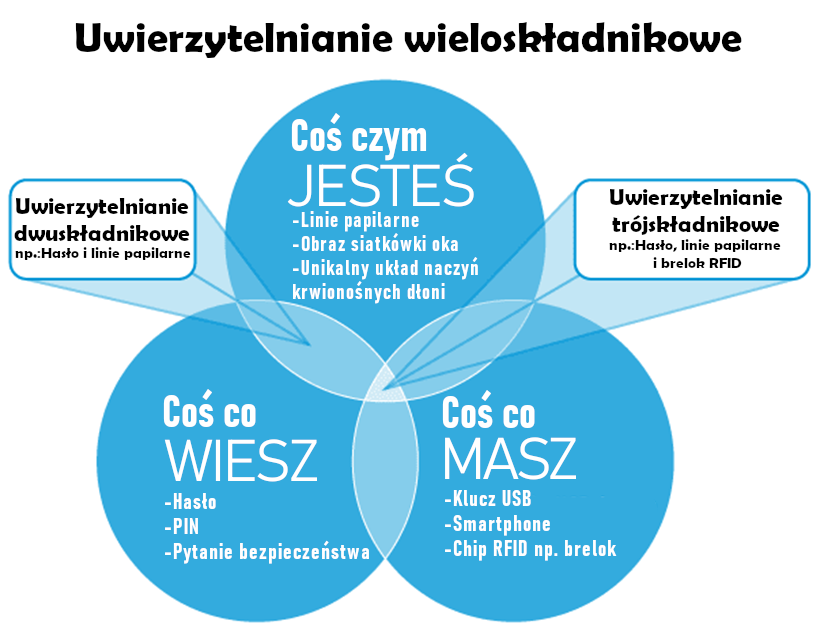 Uwierzytelnianie wieloskładnikowe
Coś czym
JESTEŚ
-Linie papilarne
-Obraz siatkówki oka
-Unikalny układ naczyń
krwionośnych dłoni
Uwierzytelnianie
dwuskładnikowe
np.:Hasło i linie papilarne
Uwierzytelnianie
trójskładnikowe
np.:Hasło, linie papilarne
i brelok RFID
Coś co
WIESZ
-Hasło
-PIN
-Pytanie bezpieczeństwa
Coś co
MASZ
-Klucz USB
-Smartphone
-Chip RFID np. brelok